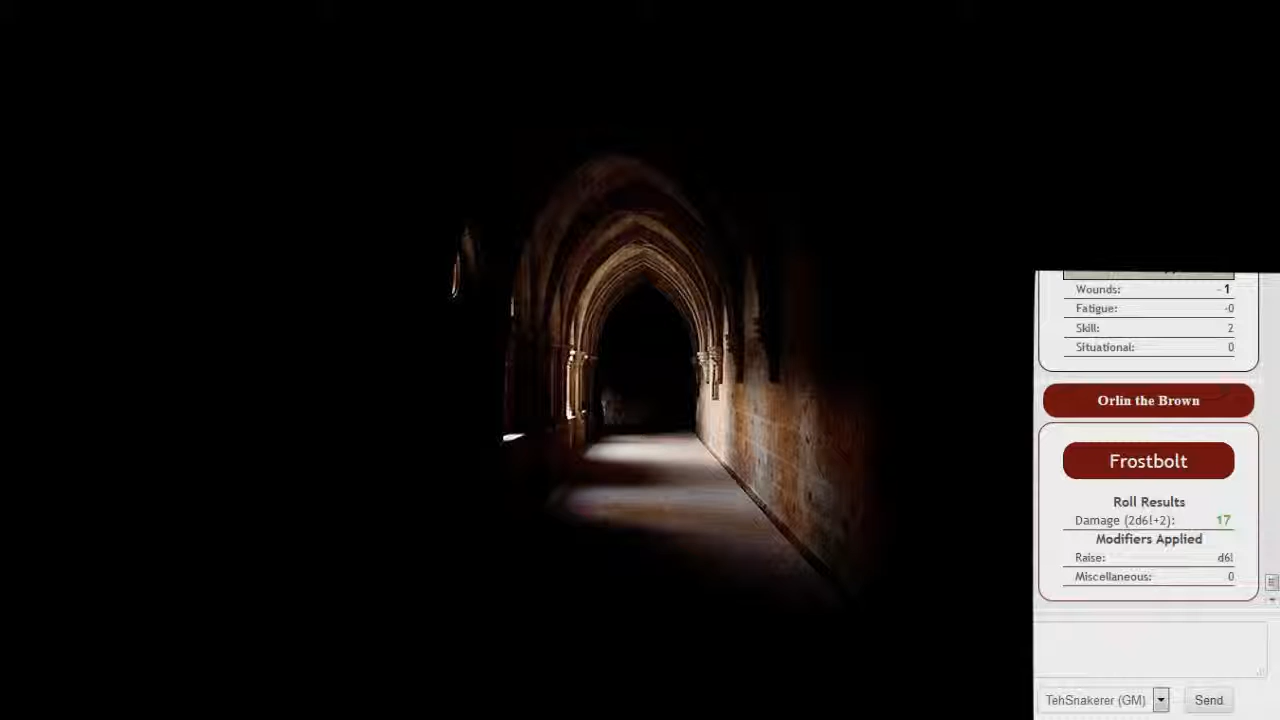 Wounds: -1
Fatigue: -0
Skill: 2
Situational: 0
Orlin the Brown
Frostbolt
Roll Results
Damage (2d6!+2): 17
Modifiers Applied
Raise: d6!
Miscellaneous: 0
TehSnakerer (GM)
Send